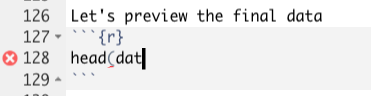 126 Let's preview the final data
127 ```{r}
128 head(dat
129 ```